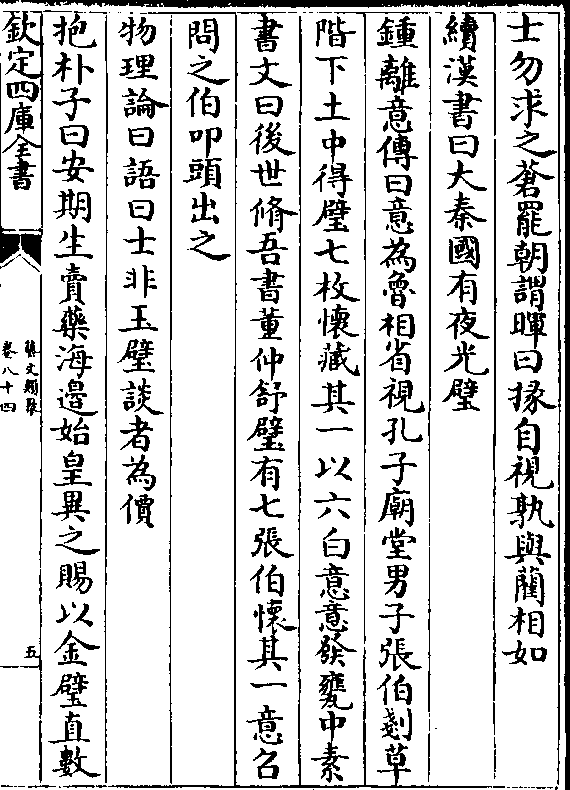 士勿求之蒼罷朝謂暉曰掾自視孰與藺相如
續漢書曰大秦國有夜光璧
鍾離意傳曰意為魯相省視孔子廟堂男子張伯剗草
階下土中得璧七枚懷藏其一以六白意意發甕中素
書文曰後世脩吾書董仲舒璧有七張伯懷其一意召
問之伯叩頭出之
物理論曰語曰士非玉璧談者為價
抱朴子曰安期生賣藥海邊始皇異之賜以金璧直數
欽定四庫全書
藝文類聚
卷八十四
五